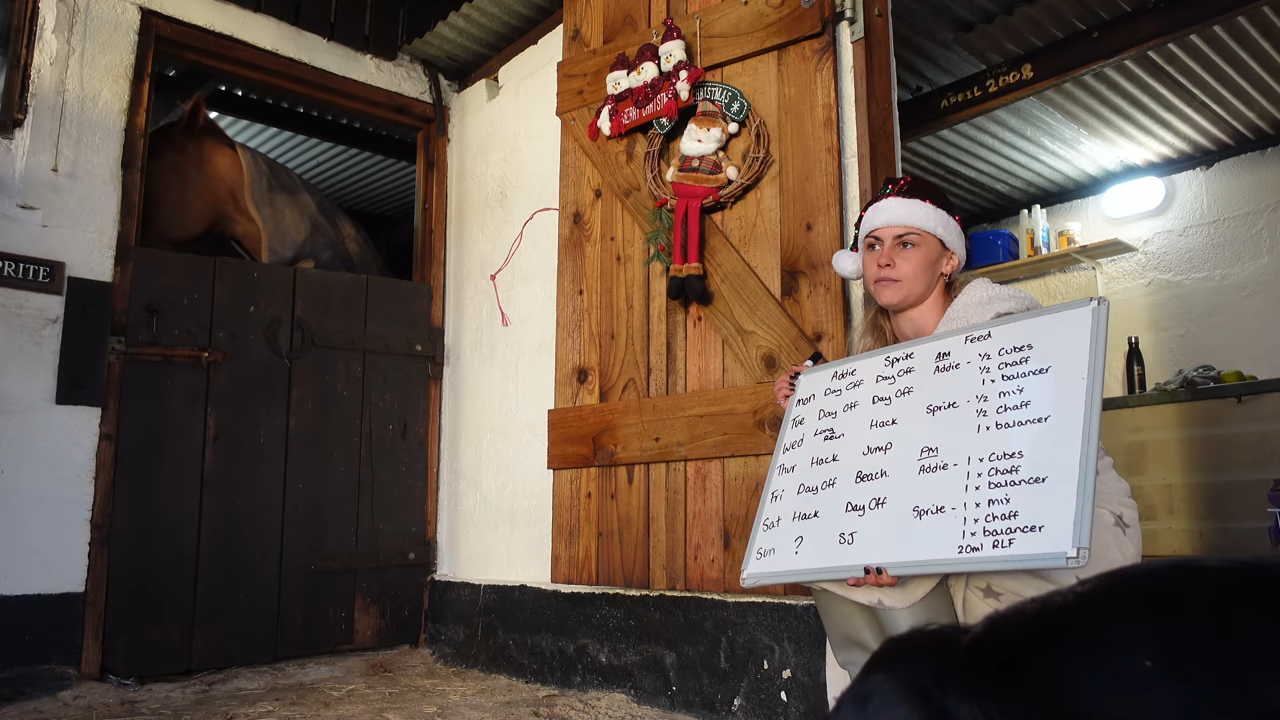 PRITE
MERRY CHRISTMAS
CHRISTMAS
APRIL 2008
Addie Sprite AM Feed
Mon Day Off Day Off Addie - 1/2 Cubes
1/2 Chaff
1 x balancer
Tue Day Off Day Off
Wed Long Rein Hack Sprite - 1/2 mix
1/2 Chaff
1 x balancer
Thur Hack Jump PM
Fri Day Off Beach Addie - 1 x Cubes
1 x Chaff
1 x balancer
Sat Hack Day Off Sprite - 1 x mix
1 x Chaff
1 x balancer
Sun ? SJ 20ml RLF